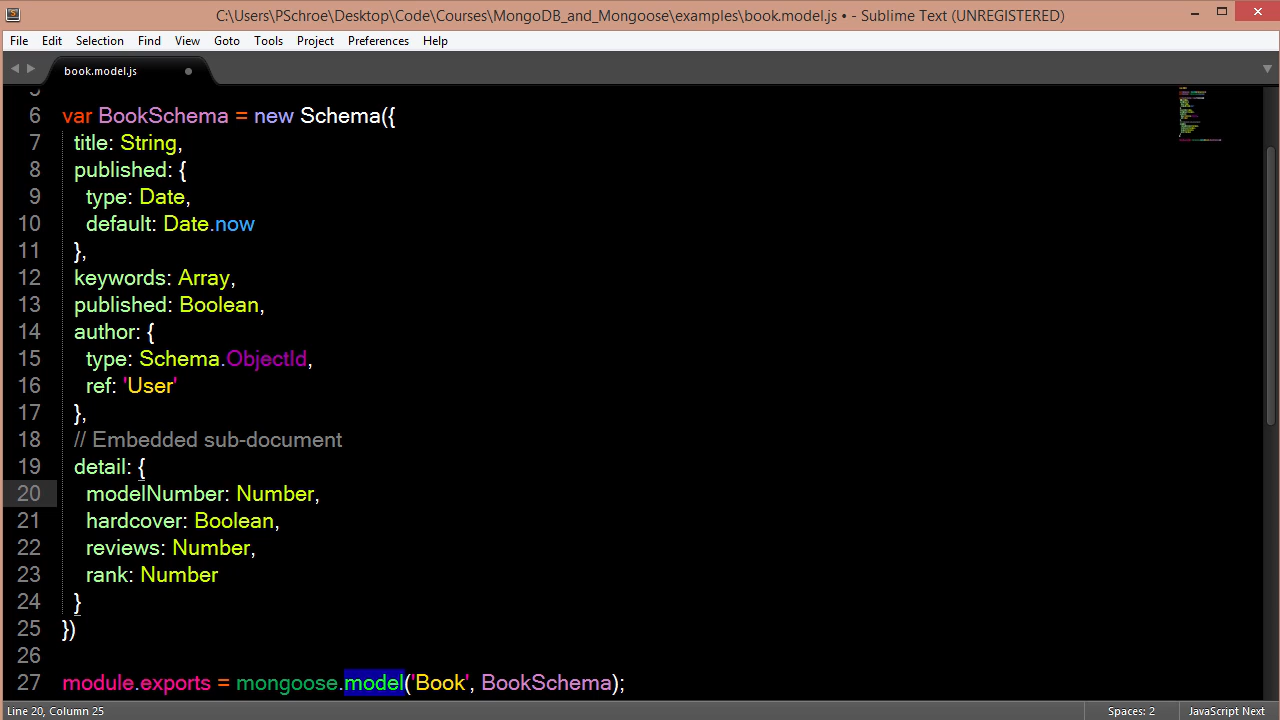 C:\Users\PSchroe\Desktop\Code\Courses\MongoDB_and_Mongoose\examples\book.model.js • - Sublime Text (UNREGISTERED)
File Edit Selection Find View Goto Tools Project Preferences Help
book.model.js
5
6 var BookSchema = new Schema({
7 title: String,
8 published: {
9 type: Date,
10 default: Date.now
11 },
12 keywords: Array,
13 published: Boolean,
14 author: {
15 type: Schema.ObjectId,
16 ref: 'User'
17 },
18 // Embedded sub-document
19 detail: {
20 modelNumber: Number,
21 hardcover: Boolean,
22 reviews: Number,
23 rank: Number
24 }
25 })
26
27 module.exports = mongoose.model('Book', BookSchema);
Line 20, Column 25 Spaces: 2 JavaScript Next